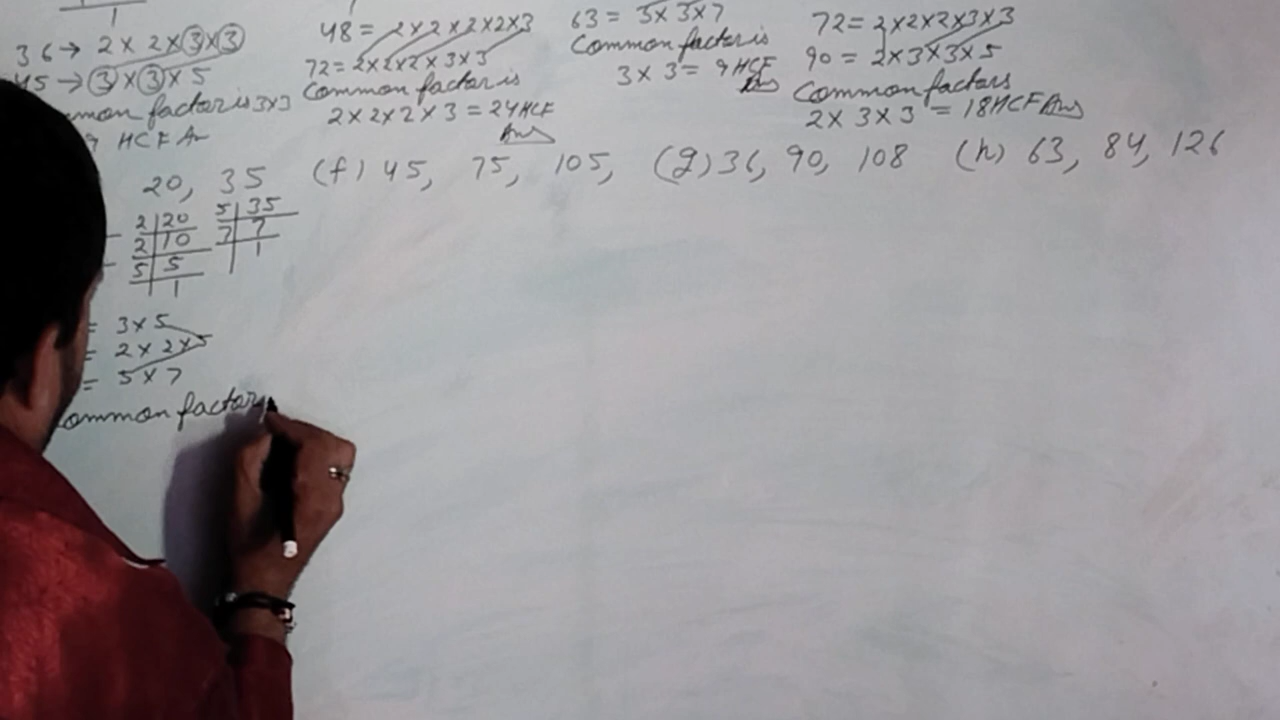 1
36 → 2 × 2 × 3 × 3
45 → 3 × 3 × 5
mmon factor is 3×3
9 HCF An
48 = 2×2×2×2×3
72 = 2×2×2×3×3
Common factor is
2×2×2×3 = 24 HCF
Ans
63 = 3×3×7
Common factor is
3×3 = 9 HCF
Ans
72 = 2×2×2×3×3
90 = 2×3×3×5
Common factors
2×3×3 = 18 HCF Ans
20, 35
2 20 5 35
2 10 7 7
5 5 1
1
= 3×5
= 2×2×5
= 5×7
ommon factor
(f) 45, 75, 105, (g) 36, 90, 108 (h) 63, 84, 126